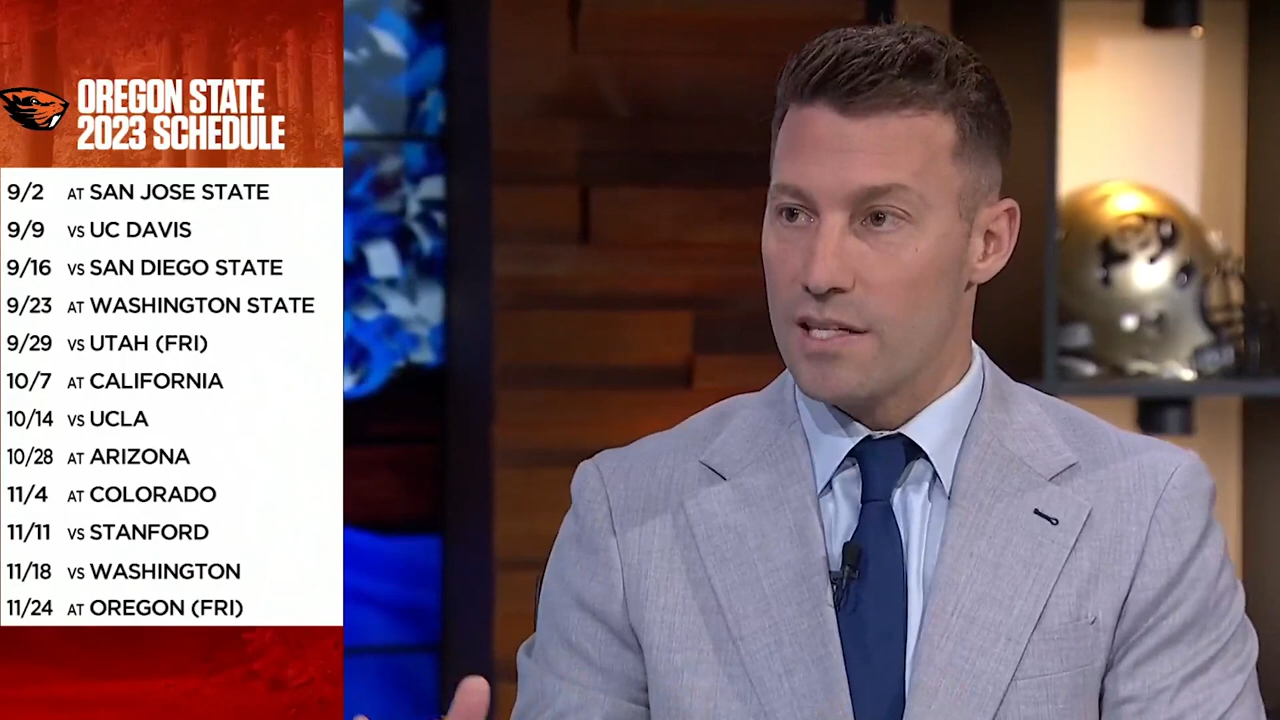 OREGON STATE
2023 SCHEDULE
9/2 AT SAN JOSE STATE
9/9 VS UC DAVIS
9/16 VS SAN DIEGO STATE
9/23 AT WASHINGTON STATE
9/29 VS UTAH (FRI)
10/7 AT CALIFORNIA
10/14 VS UCLA
10/28 AT ARIZONA
11/4 AT COLORADO
11/11 VS STANFORD
11/18 VS WASHINGTON
11/24 AT OREGON (FRI)